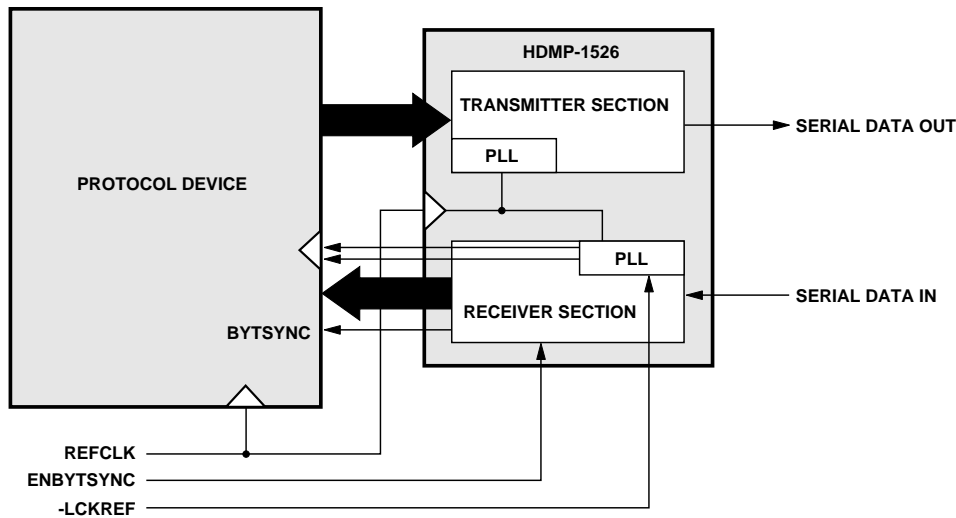 HDMP-1526
TRANSMITTER SECTION
SERIAL DATA OUT
PLL
PROTOCOL DEVICE
PLL
SERIAL DATA IN
RECEIVER SECTION
BYTSYNC
REFCLK
ENBYTSYNC
-LCKREF